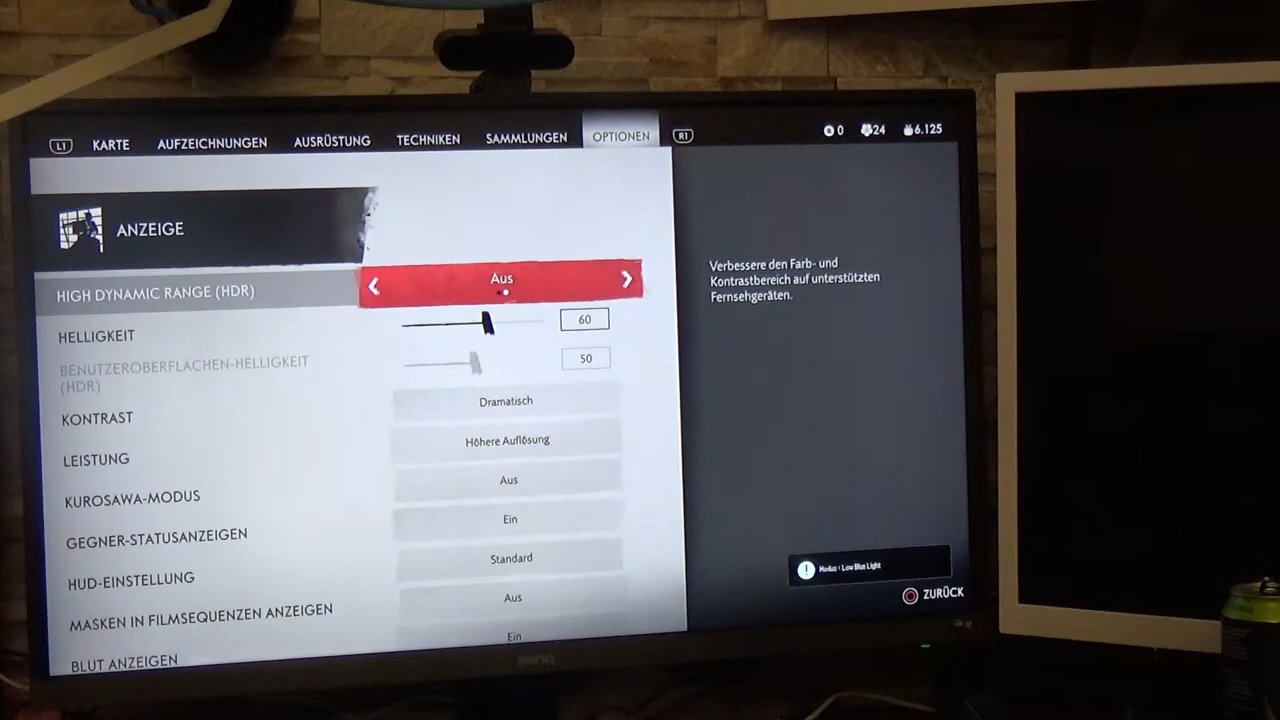 L1 KARTE AUFZEICHNUNGEN AUSRÜSTUNG TECHNIKEN SAMMLUNGEN OPTIONEN R1 0 24 6.125
ANZEIGE
HIGH DYNAMIC RANGE (HDR) Aus
HELLIGKEIT 60
BENUTZEROBERFLÄCHEN-HELLIGKEIT
(HDR) 50
KONTRAST Dramatisch
LEISTUNG Höhere Auflösung
KUROSAWA-MODUS Aus
GEGNER-STATUSANZEIGEN Ein
HUD-EINSTELLUNG Standard
MASKEN IN FILMSEQUENZEN ANZEIGEN Aus
BLUT ANZEIGEN Ein
Verbessere den Farb- und
Kontrastbereich auf unterstützten
Fernsehgeräten.
Modus : Low Blue Light
ZURÜCK
BenQ